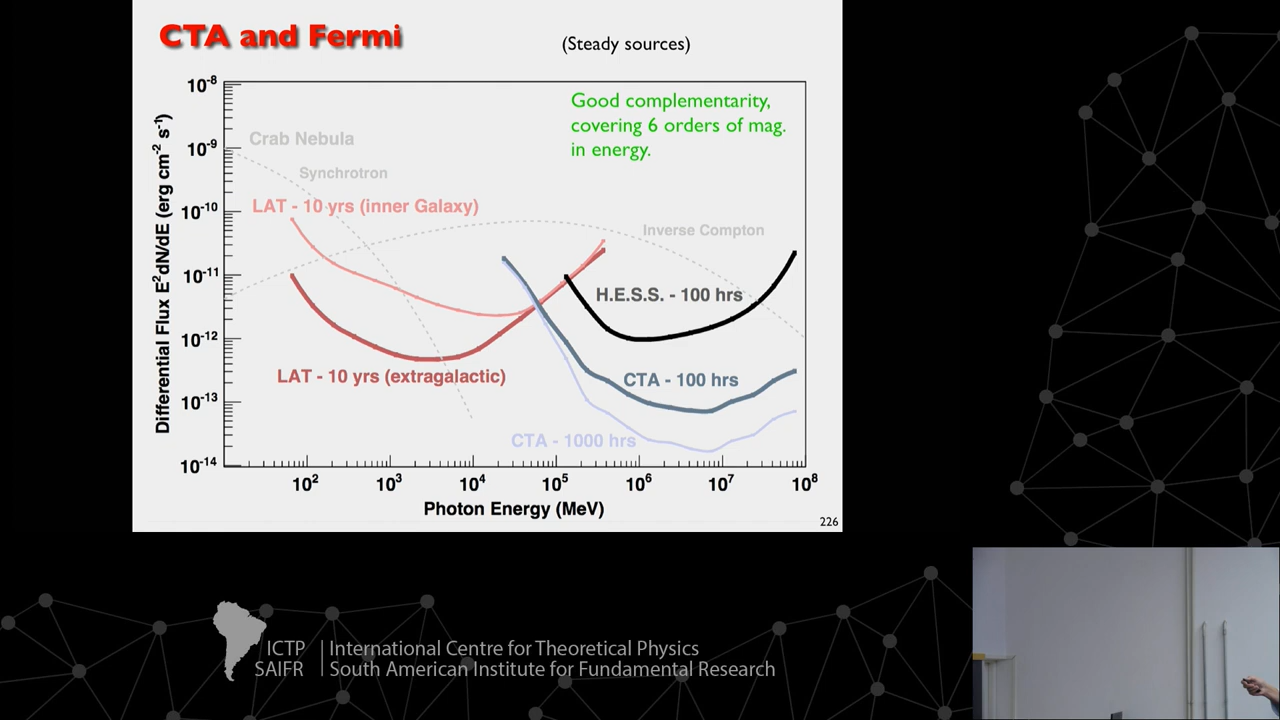 CTA and Fermi
(Steady sources)
Good complementarity,
covering 6 orders of mag.
in energy.
Differential Flux E²dN/dE (erg cm⁻² s⁻¹)
10⁻⁸
10⁻⁹
10⁻¹⁰
10⁻¹¹
10⁻¹²
10⁻¹³
10⁻¹⁴
Crab Nebula
Synchrotron
LAT - 10 yrs (inner Galaxy)
Inverse Compton
H.E.S.S. - 100 hrs
LAT - 10 yrs (extragalactic)
CTA - 100 hrs
CTA - 1000 hrs
10² 10³ 10⁴ 10⁵ 10⁶ 10⁷ 10⁸
Photon Energy (MeV)
226
ICTP | International Centre for Theoretical Physics
SAIFR | South American Institute for Fundamental Research